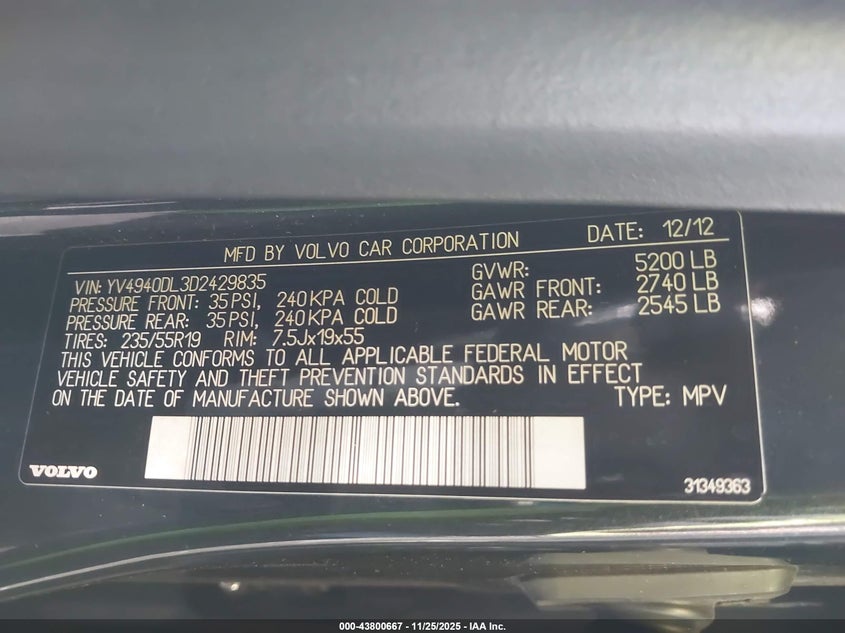 MFD BY VOLVO CAR CORPORATION DATE: 12/12
VIN: YV4940DL3D2429835 GVWR: 5200 LB
PRESSURE FRONT: 35 PSI, 240 KPA COLD GAWR FRONT: 2740 LB
PRESSURE REAR: 35 PSI, 240 KPA COLD GAWR REAR: 2545 LB
TIRES: 235/55R19 RIM: 7.5Jx19x55
THIS VEHICLE CONFORMS TO ALL APPLICABLE FEDERAL MOTOR
VEHICLE SAFETY AND THEFT PREVENTION STANDARDS IN EFFECT
ON THE DATE OF MANUFACTURE SHOWN ABOVE. TYPE: MPV
VOLVO 31349363
000-43800667 - 11/25/2025 - IAA Inc.